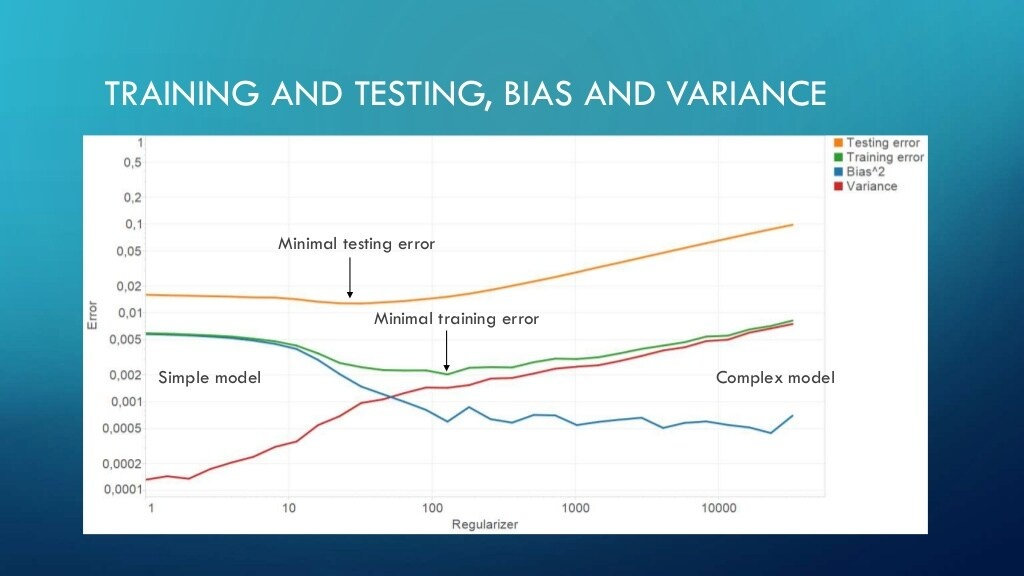 TRAINING AND TESTING, BIAS AND VARIANCE
Testing error
Training error
Bias^2
Variance
1
0,5
0,2
0,1
0,05
0,02
0,01
0,005
0,002
0,001
0,0005
0,0002
0,0001
Error
Minimal testing error
Minimal training error
Simple model
Complex model
1 10 100 1000 10000
Regularizer